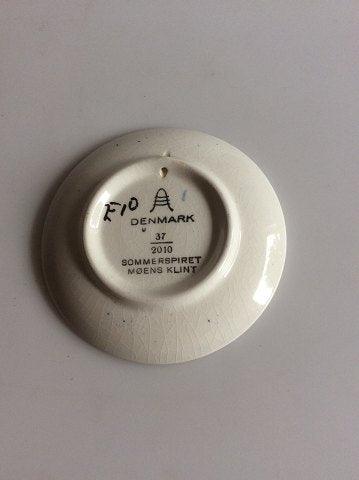 F10
DENMARK
37
2010
SOMMERSPIRET
MØENS KLINT